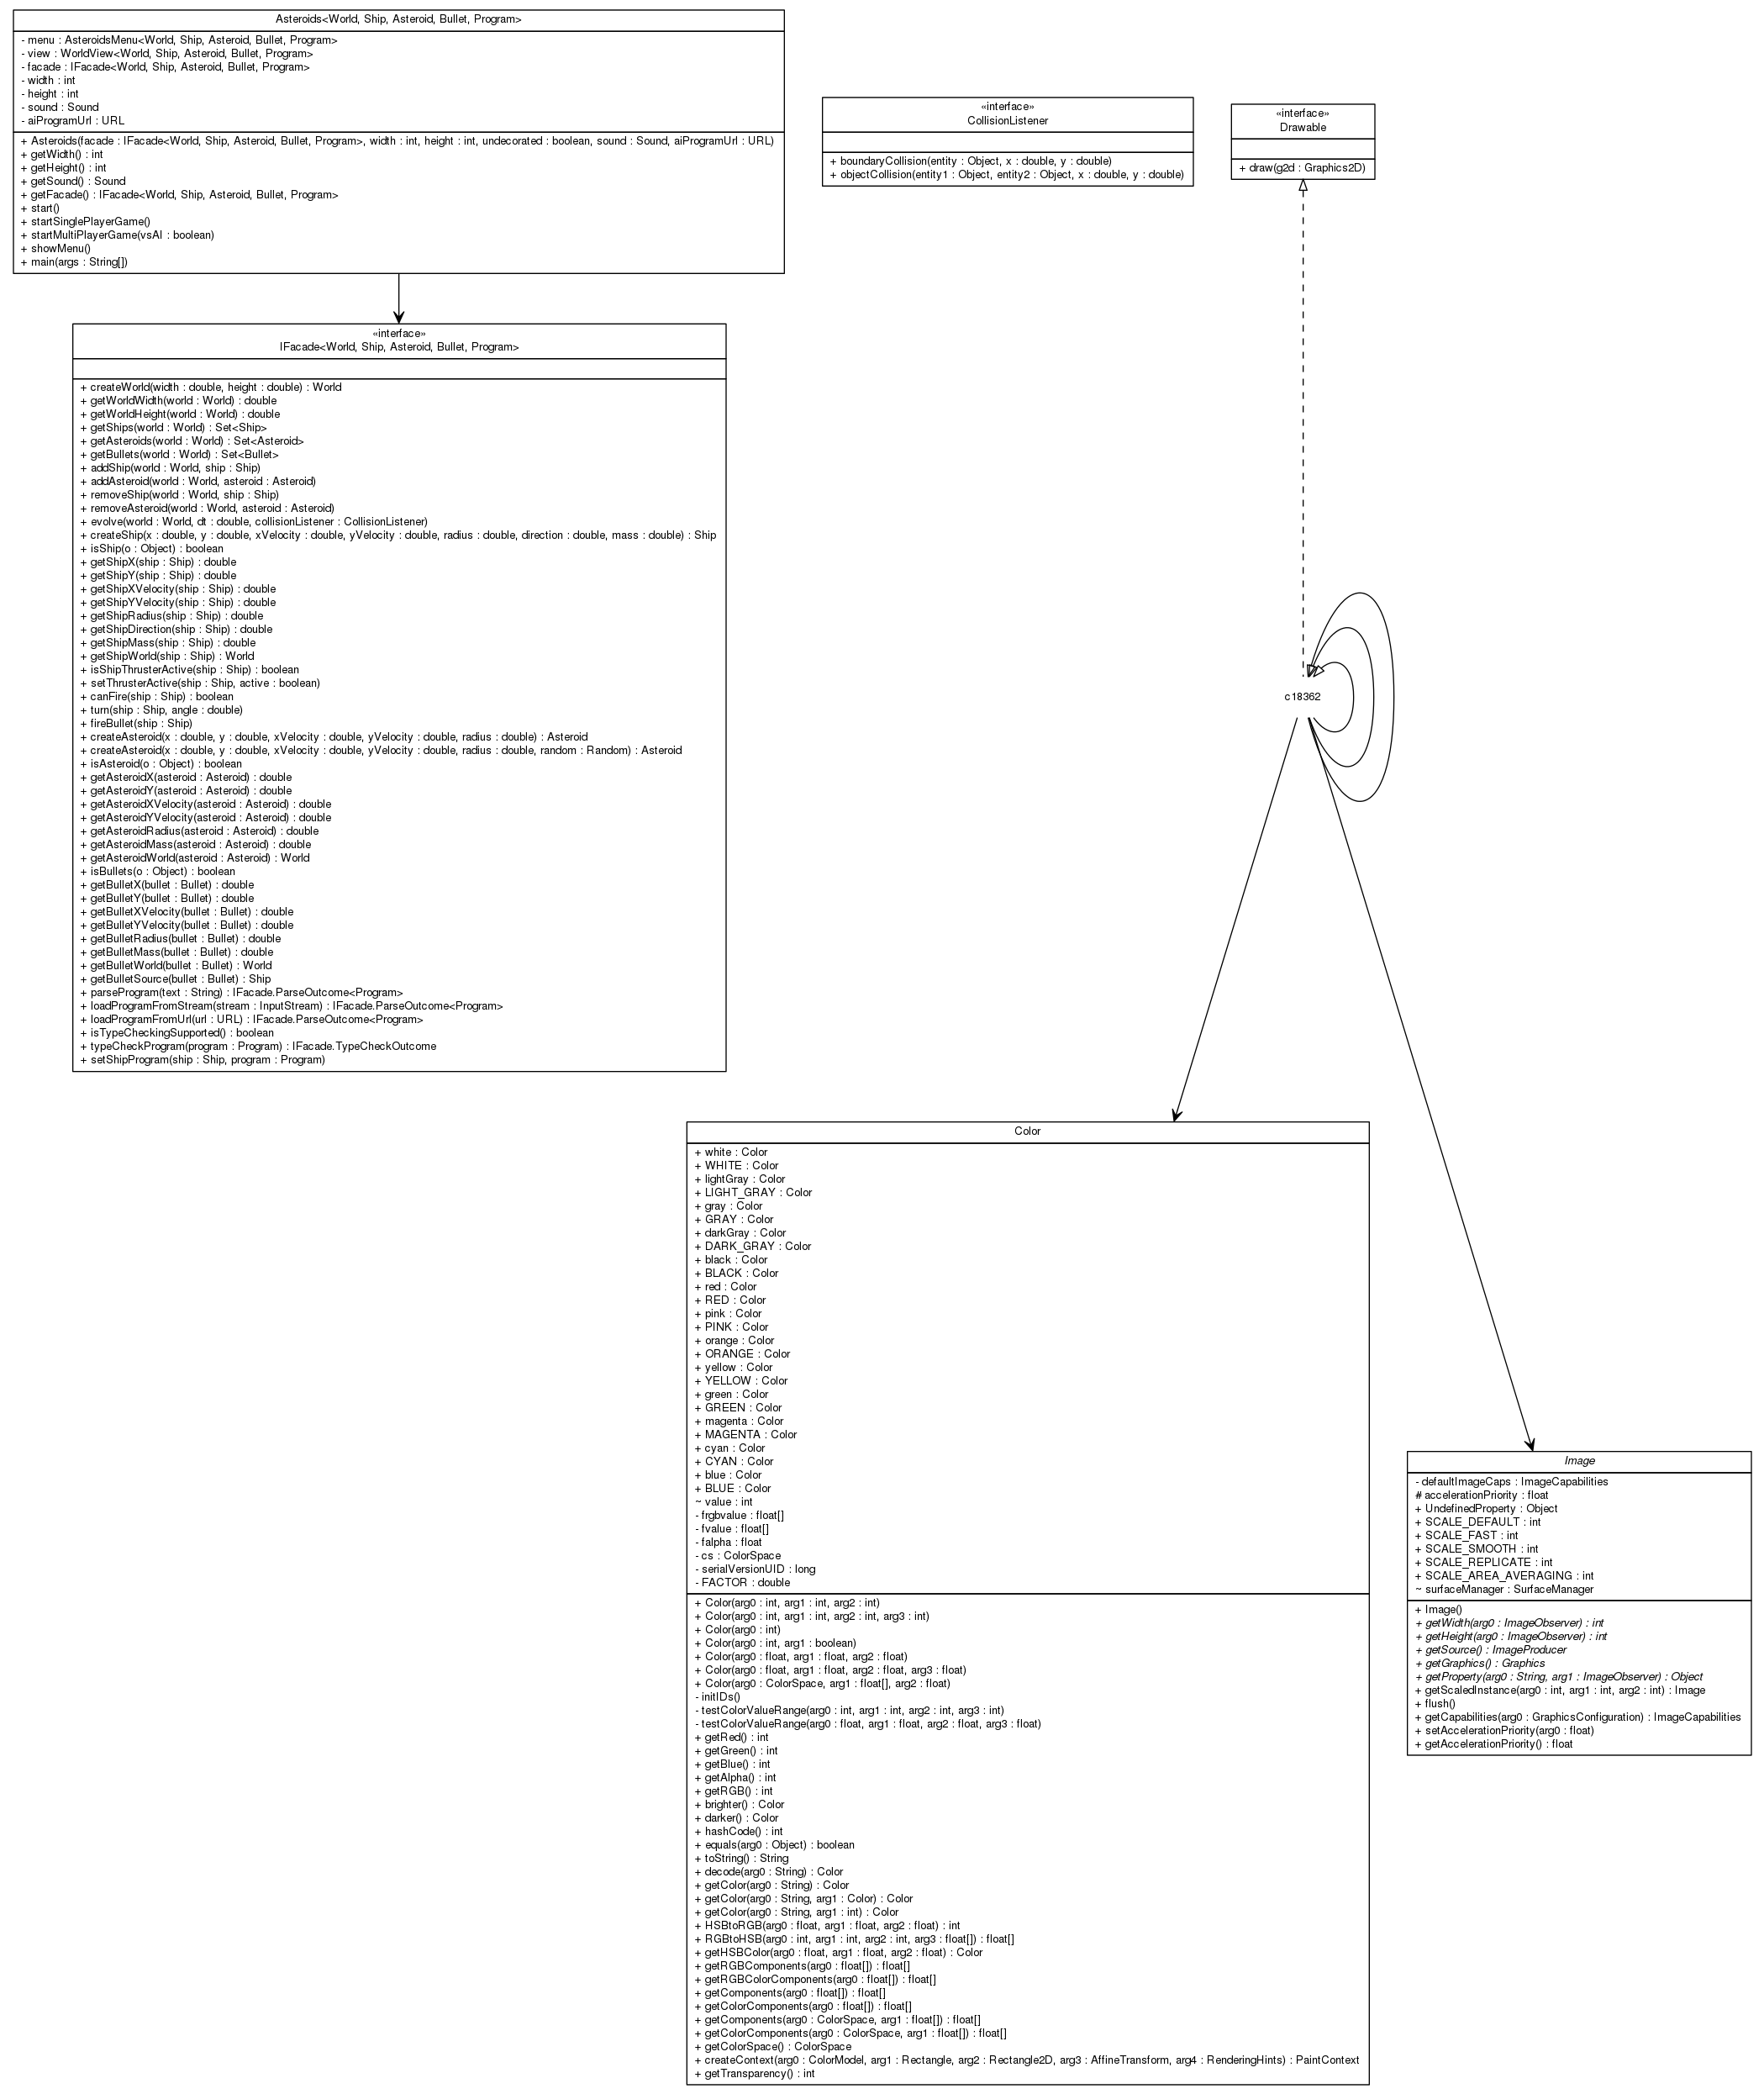 Asteroids<World, Ship, Asteroid, Bullet, Program>
- menu : AsteroidsMenu<World, Ship, Asteroid, Bullet, Program>
- view : WorldView<World, Ship, Asteroid, Bullet, Program>
- facade : IFacade<World, Ship, Asteroid, Bullet, Program>
- width : int
- height : int
- sound : Sound
- aiProgramUrl : URL
+ Asteroids(facade : IFacade<World, Ship, Asteroid, Bullet, Program>, width : int, height : int, undecorated : boolean, sound : Sound, aiProgramUrl : URL)
+ getWidth() : int
+ getHeight() : int
+ getSound() : Sound
+ getFacade() : IFacade<World, Ship, Asteroid, Bullet, Program>
+ start()
+ startSinglePlayerGame()
+ startMultiPlayerGame(vsAI : boolean)
+ showMenu()
+ main(args : String[])
«interface»
CollisionListener
+ boundaryCollision(entity : Object, x : double, y : double)
+ objectCollision(entity1 : Object, entity2 : Object, x : double, y : double)
«interface»
Drawable
+ draw(g2d : Graphics2D)
«interface»
IFacade<World, Ship, Asteroid, Bullet, Program>
+ createWorld(width : double, height : double) : World
+ getWorldWidth(world : World) : double
+ getWorldHeight(world : World) : double
+ getShips(world : World) : Set<Ship>
+ getAsteroids(world : World) : Set<Asteroid>
+ getBullets(world : World) : Set<Bullet>
+ addShip(world : World, ship : Ship)
+ addAsteroid(world : World, asteroid : Asteroid)
+ removeShip(world : World, ship : Ship)
+ removeAsteroid(world : World, asteroid : Asteroid)
+ evolve(world : World, dt : double, collisionListener : CollisionListener)
+ createShip(x : double, y : double, xVelocity : double, yVelocity : double, radius : double, direction : double, mass : double) : Ship
+ isShip(o : Object) : boolean
+ getShipX(ship : Ship) : double
+ getShipY(ship : Ship) : double
+ getShipXVelocity(ship : Ship) : double
+ getShipYVelocity(ship : Ship) : double
+ getShipRadius(ship : Ship) : double
+ getShipDirection(ship : Ship) : double
+ getShipMass(ship : Ship) : double
+ getShipWorld(ship : Ship) : World
+ isShipThrusterActive(ship : Ship) : boolean
+ setThrusterActive(ship : Ship, active : boolean)
+ canFire(ship : Ship) : boolean
+ turn(ship : Ship, angle : double)
+ fireBullet(ship : Ship)
+ createAsteroid(x : double, y : double, xVelocity : double, yVelocity : double, radius : double) : Asteroid
+ createAsteroid(x : double, y : double, xVelocity : double, yVelocity : double, radius : double, random : Random) : Asteroid
+ isAsteroid(o : Object) : boolean
+ getAsteroidX(asteroid : Asteroid) : double
+ getAsteroidY(asteroid : Asteroid) : double
+ getAsteroidXVelocity(asteroid : Asteroid) : double
+ getAsteroidYVelocity(asteroid : Asteroid) : double
+ getAsteroidRadius(asteroid : Asteroid) : double
+ getAsteroidMass(asteroid : Asteroid) : double
+ getAsteroidWorld(asteroid : Asteroid) : World
+ isBullets(o : Object) : boolean
+ getBulletX(bullet : Bullet) : double
+ getBulletY(bullet : Bullet) : double
+ getBulletXVelocity(bullet : Bullet) : double
+ getBulletYVelocity(bullet : Bullet) : double
+ getBulletRadius(bullet : Bullet) : double
+ getBulletMass(bullet : Bullet) : double
+ getBulletWorld(bullet : Bullet) : World
+ getBulletSource(bullet : Bullet) : Ship
+ parseProgram(text : String) : IFacade.ParseOutcome<Program>
+ loadProgramFromStream(stream : InputStream) : IFacade.ParseOutcome<Program>
+ loadProgramFromUrl(url : URL) : IFacade.ParseOutcome<Program>
+ isTypeCheckingSupported() : boolean
+ typeCheckProgram(program : Program) : IFacade.TypeCheckOutcome
+ setShipProgram(ship : Ship, program : Program)
c18362
Color
+ white : Color
+ WHITE : Color
+ lightGray : Color
+ LIGHT_GRAY : Color
+ gray : Color
+ GRAY : Color
+ darkGray : Color
+ DARK_GRAY : Color
+ black : Color
+ BLACK : Color
+ red : Color
+ RED : Color
+ pink : Color
+ PINK : Color
+ orange : Color
+ ORANGE : Color
+ yellow : Color
+ YELLOW : Color
+ green : Color
+ GREEN : Color
+ magenta : Color
+ MAGENTA : Color
+ cyan : Color
+ CYAN : Color
+ blue : Color
+ BLUE : Color
~ value : int
- frgbvalue : float[]
- fvalue : float[]
- falpha : float
- cs : ColorSpace
- serialVersionUID : long
- FACTOR : double
+ Color(arg0 : int, arg1 : int, arg2 : int)
+ Color(arg0 : int, arg1 : int, arg2 : int, arg3 : int)
+ Color(arg0 : int)
+ Color(arg0 : int, arg1 : boolean)
+ Color(arg0 : float, arg1 : float, arg2 : float)
+ Color(arg0 : float, arg1 : float, arg2 : float, arg3 : float)
+ Color(arg0 : ColorSpace, arg1 : float[], arg2 : float)
- initIDs()
- testColorValueRange(arg0 : int, arg1 : int, arg2 : int, arg3 : int)
- testColorValueRange(arg0 : float, arg1 : float, arg2 : float, arg3 : float)
+ getRed() : int
+ getGreen() : int
+ getBlue() : int
+ getAlpha() : int
+ getRGB() : int
+ brighter() : Color
+ darker() : Color
+ hashCode() : int
+ equals(arg0 : Object) : boolean
+ toString() : String
+ decode(arg0 : String) : Color
+ getColor(arg0 : String) : Color
+ getColor(arg0 : String, arg1 : Color) : Color
+ getColor(arg0 : String, arg1 : int) : Color
+ HSBtoRGB(arg0 : float, arg1 : float, arg2 : float) : int
+ RGBtoHSB(arg0 : int, arg1 : int, arg2 : int, arg3 : float[]) : float[]
+ getHSBColor(arg0 : float, arg1 : float, arg2 : float) : Color
+ getRGBComponents(arg0 : float[]) : float[]
+ getRGBColorComponents(arg0 : float[]) : float[]
+ getComponents(arg0 : float[]) : float[]
+ getColorComponents(arg0 : float[]) : float[]
+ getComponents(arg0 : ColorSpace, arg1 : float[]) : float[]
+ getColorComponents(arg0 : ColorSpace, arg1 : float[]) : float[]
+ getColorSpace() : ColorSpace
+ createContext(arg0 : ColorModel, arg1 : Rectangle, arg2 : Rectangle2D, arg3 : AffineTransform, arg4 : RenderingHints) : PaintContext
+ getTransparency() : int
Image
- defaultImageCaps : ImageCapabilities
# accelerationPriority : float
+ UndefinedProperty : Object
+ SCALE_DEFAULT : int
+ SCALE_FAST : int
+ SCALE_SMOOTH : int
+ SCALE_REPLICATE : int
+ SCALE_AREA_AVERAGING : int
~ surfaceManager : SurfaceManager
+ Image()
+ getWidth(arg0 : ImageObserver) : int
+ getHeight(arg0 : ImageObserver) : int
+ getSource() : ImageProducer
+ getGraphics() : Graphics
+ getProperty(arg0 : String, arg1 : ImageObserver) : Object
+ getScaledInstance(arg0 : int, arg1 : int, arg2 : int) : Image
+ flush()
+ getCapabilities(arg0 : GraphicsConfiguration) : ImageCapabilities
+ setAccelerationPriority(arg0 : float)
+ getAccelerationPriority() : float